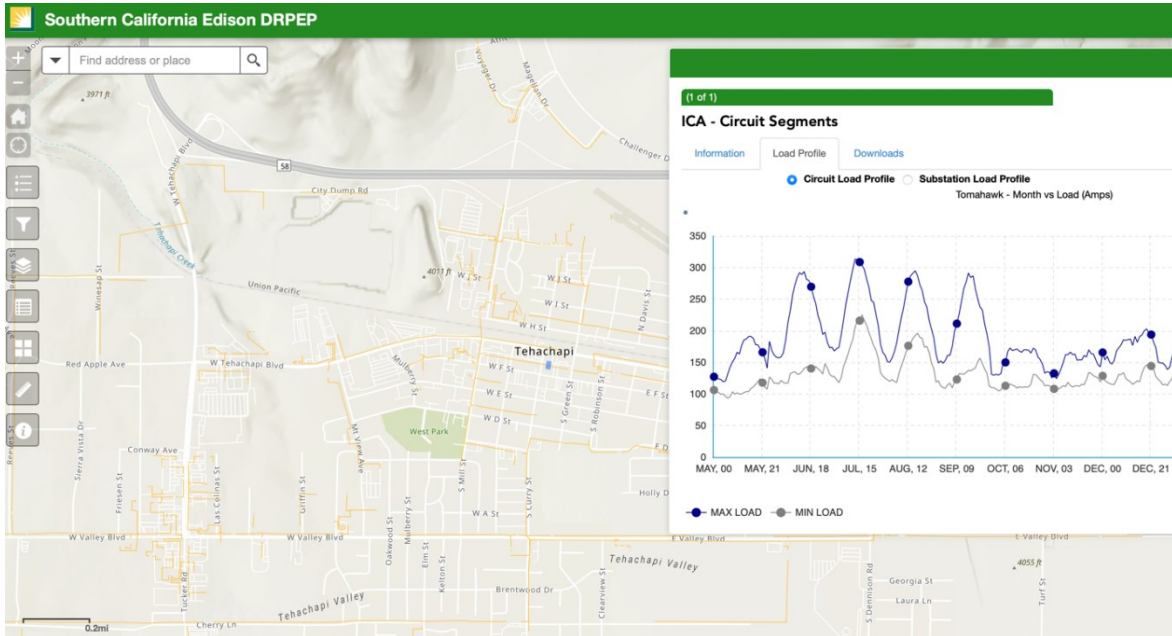 Southern California Edison DRPEP
Find address or place
3971 ft
W Tehachapi Blvd
Tehachapi Creek
58
Voyager Dr
Magellan Dr
Challenger Dr
City Dump Rd
Winesap St
Union Pacific
4011 ft
W J St
W J St
W I St
W H St
N Davis St
Tehachapi
Red Apple Ave
W Tehachapi Blvd
Mulberry St
W F St
W E St
E F St
S Green St
S Robinson St
W D St
West Park
E D
Reeves St
Sierra Vista Dr
Conway Ave
Mt View Ave
Friesen St
Las Colinas St
Griffin St
S Mill St
S Curry St
Holly D
W A St
Oakwood St
Mulberry St
Elm St
Kelton St
W Valley Blvd
W Valley Blvd
E Valley Blvd
E Valley Blvd
Tucker Rd
Tehachapi Valley
Tehachapi Valley
Brentwood Dr
Clearview St
S Dennison Rd
4055 ft
Georgia St
Laura Ln
Turf St
Cherry Ln
0.2mi
(1 of 1)
ICA - Circuit Segments
Information Load Profile Downloads
Circuit Load Profile Substation Load Profile
Tomahawk - Month vs Load (Amps)
350
300
250
200
150
100
50
0
MAY, 00 MAY, 21 JUN, 18 JUL, 15 AUG, 12 SEP, 09 OCT, 06 NOV, 03 DEC, 00 DEC, 21
MAX LOAD MIN LOAD